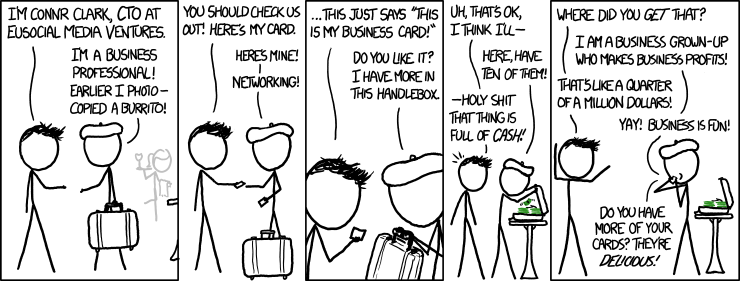 I'M CONNR CLARK, CTO AT
EUSOCIAL MEDIA VENTURES.
I'M A BUSINESS
PROFESSIONAL!
EARLIER I PHOTO-
COPIED A BURRITO!
YOU SHOULD CHECK US
OUT! HERE'S MY CARD.
HERE'S MINE!
NETWORKING!
...THIS JUST SAYS "THIS
IS MY BUSINESS CARD!"
DO YOU LIKE IT?
I HAVE MORE IN
THIS HANDLEBOX.
UH, THAT'S OK,
I THINK I'LL—
HERE, HAVE
TEN OF THEM!
—HOLY SHIT
THAT THING IS
FULL OF CASH!
WHERE DID YOU GET THAT?
I AM A BUSINESS GROWN-UP
WHO MAKES BUSINESS PROFITS!
THAT'S LIKE A QUARTER
OF A MILLION DOLLARS!
YAY! BUSINESS IS FUN!
DO YOU HAVE
MORE OF YOUR
CARDS? THEY'RE
DELICIOUS!